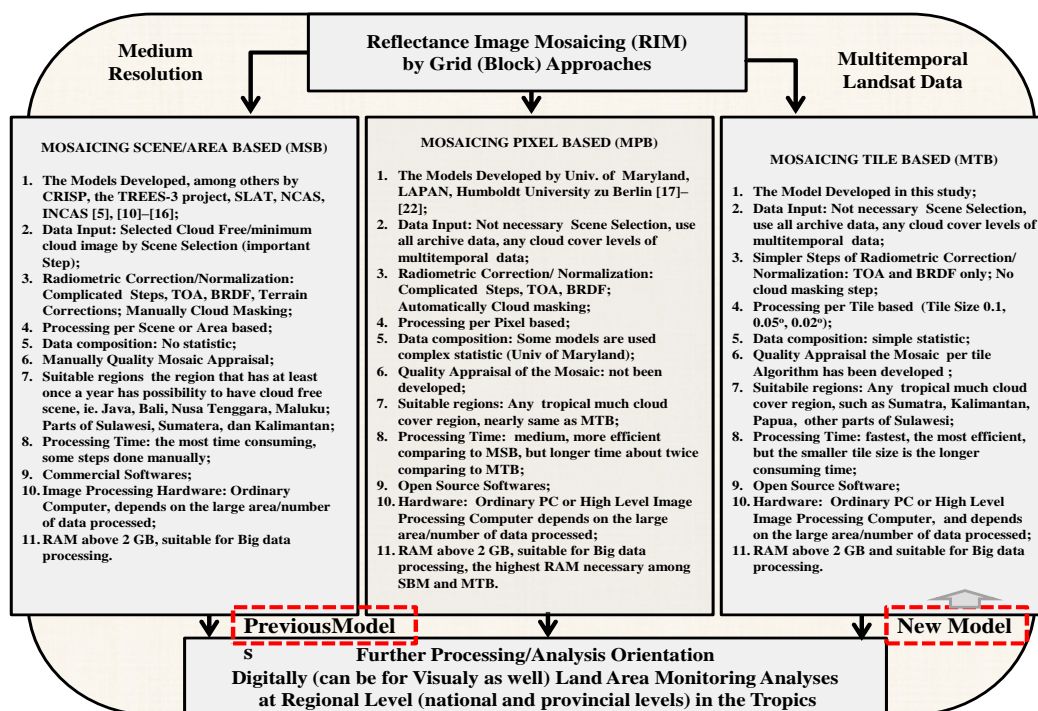 Reflectance Image Mosaicing (RIM)
by Grid (Block) Approaches
Medium
Resolution
Multitemporal
Landsat Data
MOSAICING SCENE/AREA BASED (MSB)
1. The Models Developed, among others by
CRISP, the TREES-3 project, SLAT, NCAS,
INCAS [5], [10]–[16];
2. Data Input: Selected Cloud Free/minimum
cloud image by Scene Selection (important
Step);
3. Radiometric Correction/Normalization:
Complicated Steps, TOA, BRDF, Terrain
Corrections; Manually Cloud Masking;
4. Processing per Scene or Area based;
5. Data composition: No statistic;
6. Manually Quality Mosaic Appraisal;
7. Suitable regions the region that has at least
once a year has possibility to have cloud free
scene, ie. Java, Bali, Nusa Tenggara, Maluku;
Parts of Sulawesi, Sumatera, dan Kalimantan;
8. Processing Time: the most time consuming,
some steps done manually;
9. Commercial Softwares;
10. Image Processing Hardware: Ordinary
Computer, depends on the large area/number
of data processed;
11. RAM above 2 GB, suitable for Big data
processing.
MOSAICING PIXEL BASED (MPB)
1. The Models Developed by Univ. of Maryland,
LAPAN, Humboldt University zu Berlin [17]–
[22];
2. Data Input: Not necessary Scene Selection, use
all archive data, any cloud cover levels of
multitemporal data;
3. Radiometric Correction/ Normalization:
Complicated Steps, TOA, BRDF;
Automatically Cloud masking;
4. Processing per Pixel based;
5. Data composition: Some models are used
complex statistic (Univ of Maryland);
6. Quality Appraisal of the Mosaic: not been
developed;
7. Suitable regions: Any tropical much cloud
cover region, nearly same as MTB;
8. Processing Time: medium, more efficient
comparing to MSB, but longer time about twice
comparing to MTB;
9. Open Source Softwares;
10. Hardware: Ordinary PC or High Level Image
Processing Computer depends on the large
area/number of data processed;
11. RAM above 2 GB, suitable for Big data
processing, the highest RAM necessary among
SBM and MTB.
MOSAICING TILE BASED (MTB)
1. The Model Developed in this study;
2. Data Input: Not necessary Scene Selection,
use all archive data, any cloud cover levels of
multitemporal data;
3. Simpler Steps of Radiometric Correction/
Normalization: TOA and BRDF only; No
cloud masking step;
4. Processing per Tile based (Tile Size 0.1,
0.05º, 0.02º);
5. Data composition: simple statistic;
6. Quality Appraisal the Mosaic per tile
Algorithm has been developed ;
7. Suitabile regions: Any tropical much cloud
cover region, such as Sumatra, Kalimantan,
Papua, other parts of Sulawesi;
8. Processing Time: fastest, the most efficient,
but the smaller tile size is the longer
consuming time;
9. Open Source Software;
10. Hardware: Ordinary PC or High Level
Image Processing Computer, and depends
on the large area/number of data processed;
11. RAM above 2 GB and suitable for Big data
processing.
PreviousModel
s
New Model
Further Processing/Analysis Orientation
Digitally (can be for Visualy as well) Land Area Monitoring Analyses
at Regional Level (national and provincial levels) in the Tropics